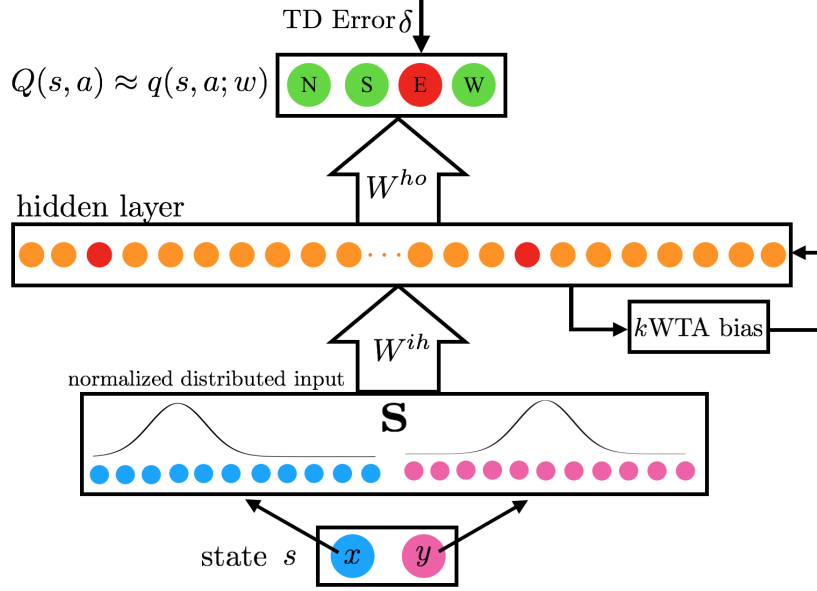 TD Error δ
Q(s, a) ≈ q(s, a; w)
N S E W
W^{ho}
hidden layer
···
kWTA bias
W^{ih}
normalized distributed input
S
state s
x y